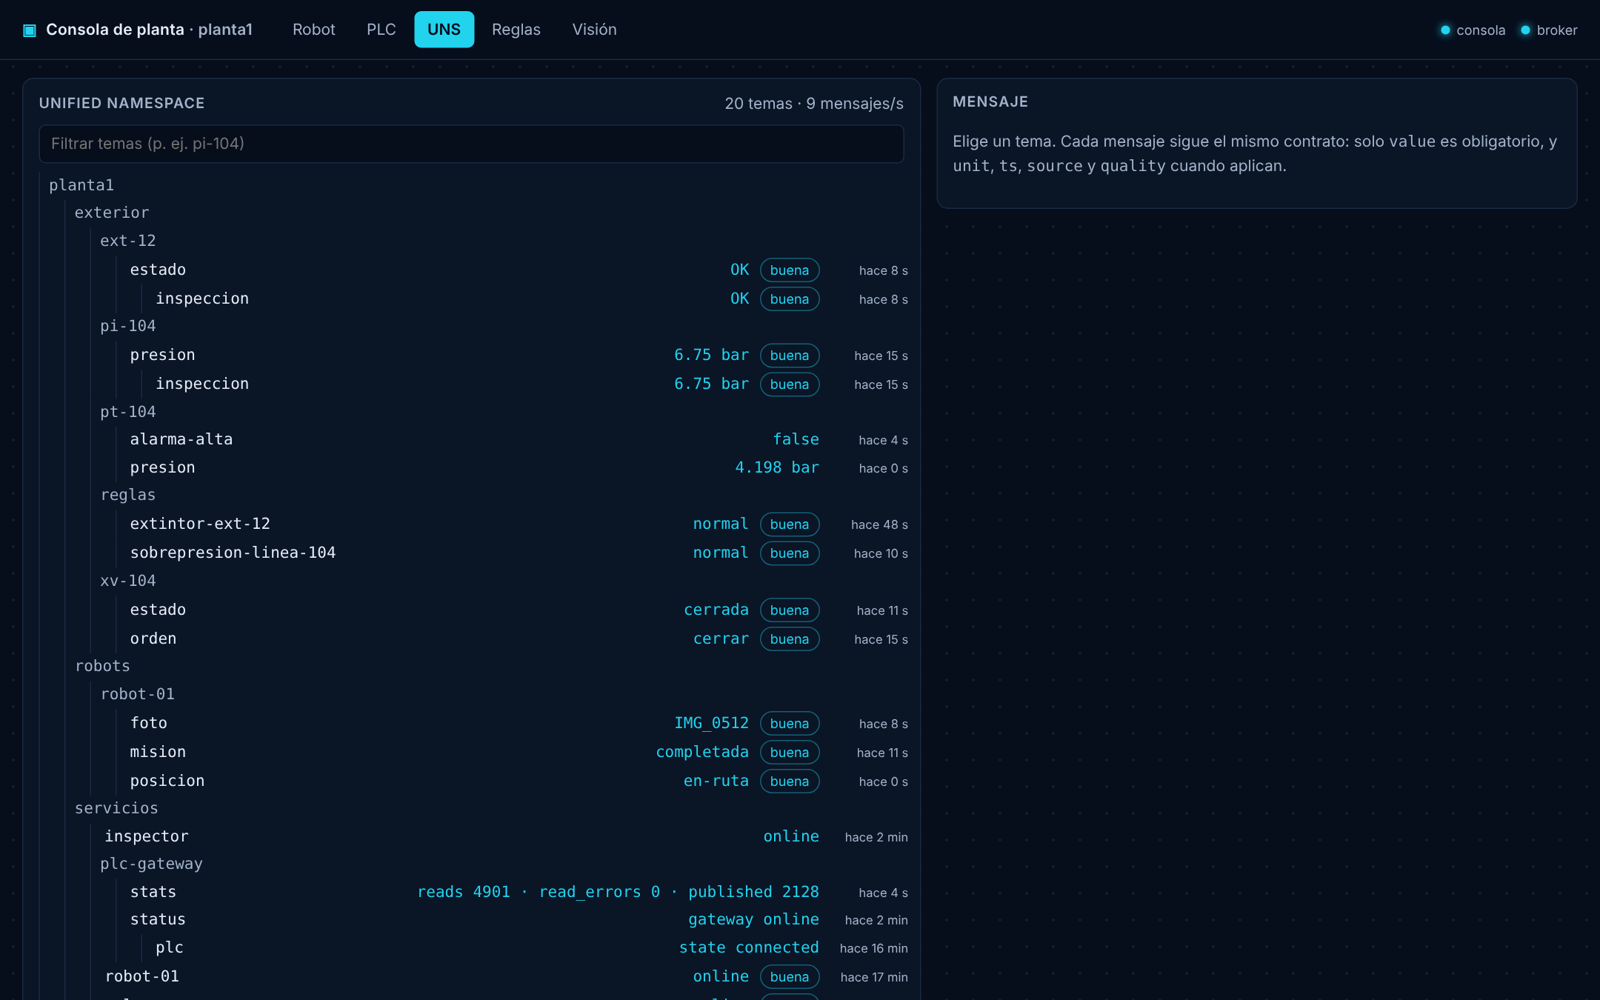 Consola de planta · planta1 Robot PLC UNS Reglas Visión consola broker
UNIFIED NAMESPACE 20 temas · 9 mensajes/s
Filtrar temas (p. ej. pi-104)
planta1
exterior
ext-12
estado OK buena hace 8 s
inspeccion OK buena hace 8 s
pi-104
presion 6.75 bar buena hace 15 s
inspeccion 6.75 bar buena hace 15 s
pt-104
alarma-alta false hace 4 s
presion 4.198 bar hace 0 s
reglas
extintor-ext-12 normal buena hace 48 s
sobrepresion-linea-104 normal buena hace 10 s
xv-104
estado cerrada buena hace 11 s
orden cerrar buena hace 15 s
robots
robot-01
foto IMG_0512 buena hace 8 s
mision completada buena hace 11 s
posicion en-ruta buena hace 0 s
servicios
inspector online hace 2 min
plc-gateway
stats reads 4901 · read_errors 0 · published 2128 hace 4 s
status gateway online hace 2 min
plc state connected hace 16 min
robot-01 online buena hace 17 min
MENSAJE
Elige un tema. Cada mensaje sigue el mismo contrato: solo value es obligatorio, y
unit, ts, source y quality cuando aplican.